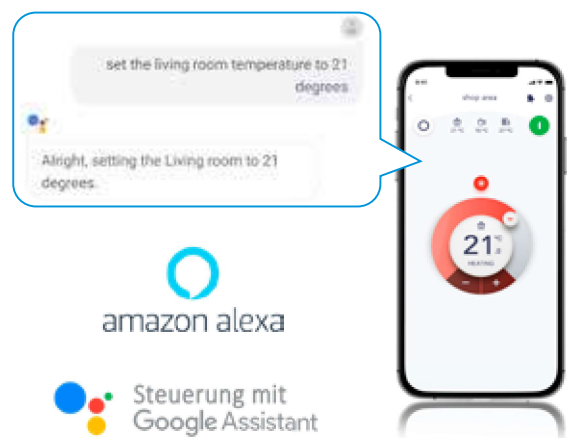 set the living room temperature to 21
degrees
Alright, setting the Living room to 21
degrees.
shop area
21
°C
.0
HEATING
amazon alexa
Steuerung mit
Google Assistant